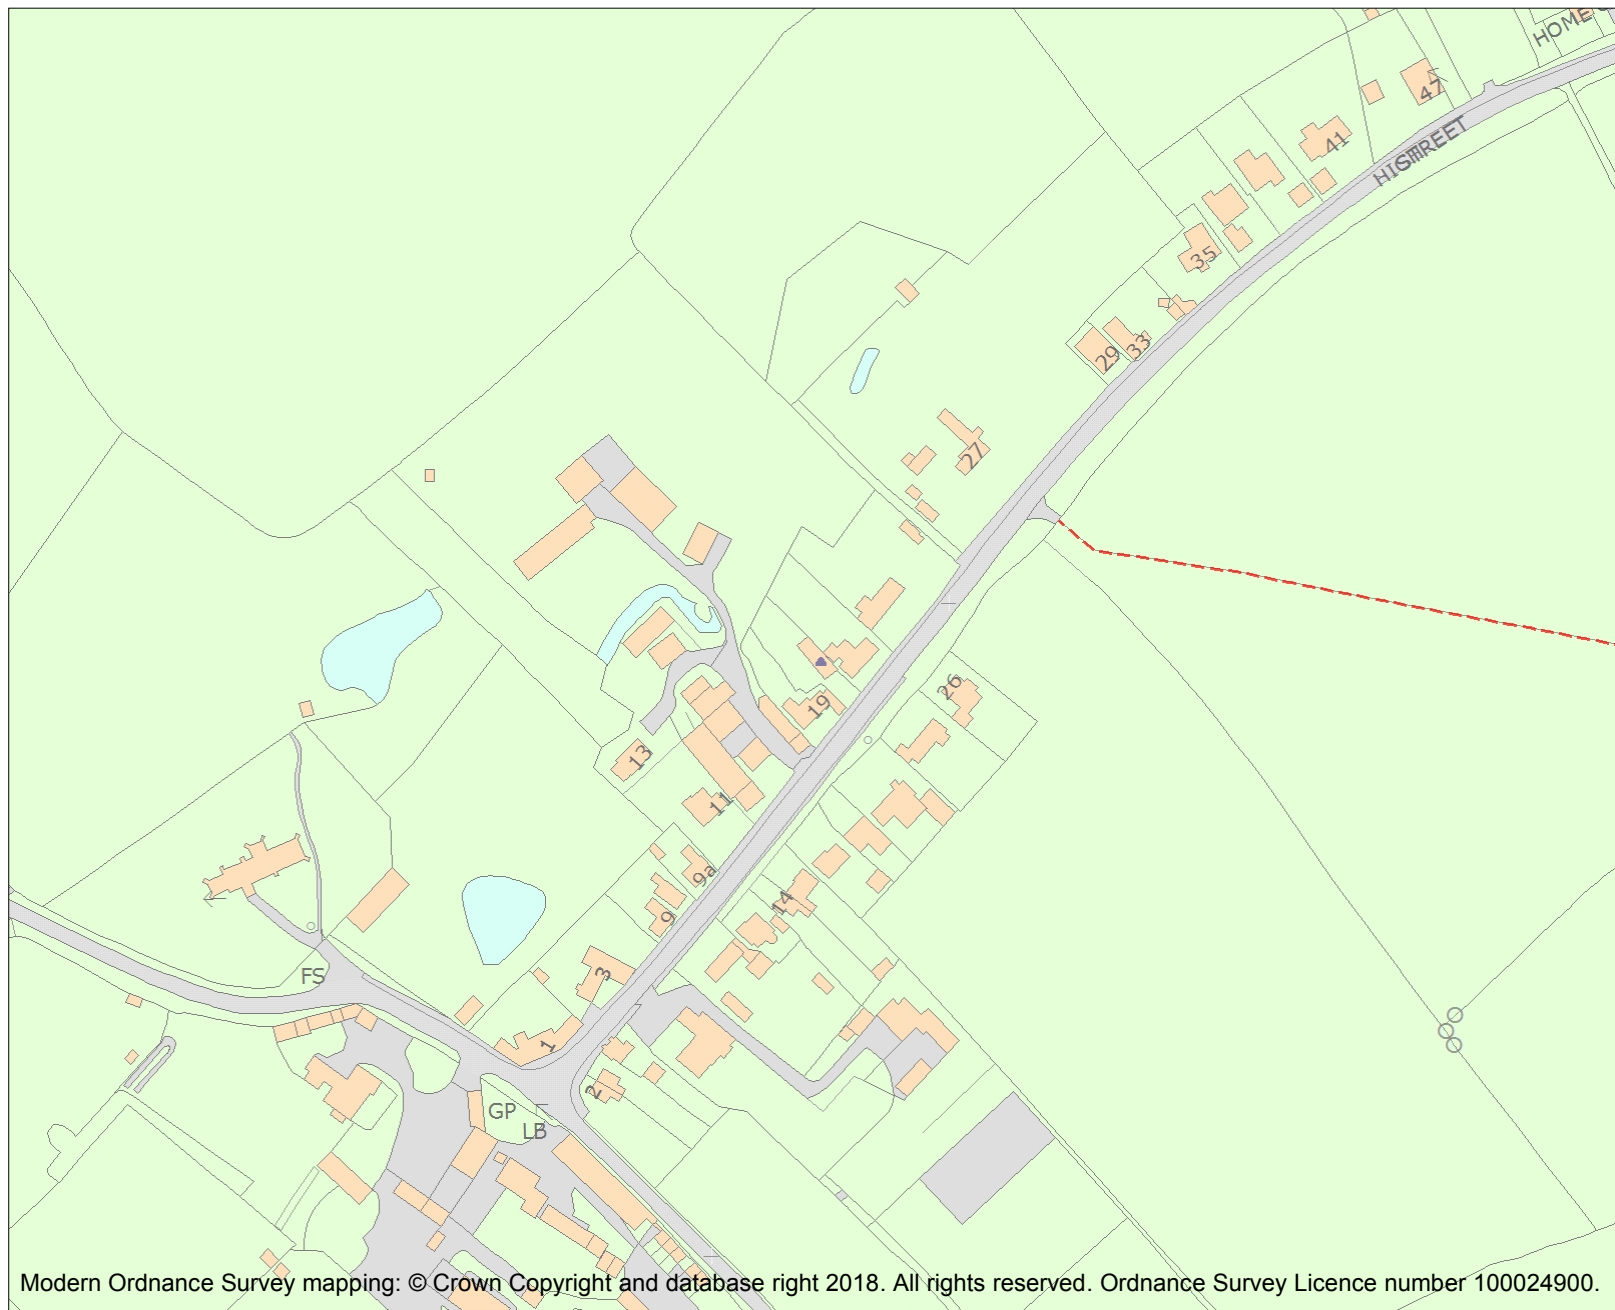 HOME
47
HIGH STREET
41
35
33
29
27
26
19
13
11
9a
14
9
3
FS
1
2
GP
LB
Modern Ordnance Survey mapping: © Crown Copyright and database right 2018. All rights reserved. Ordnance Survey Licence number 100024900.